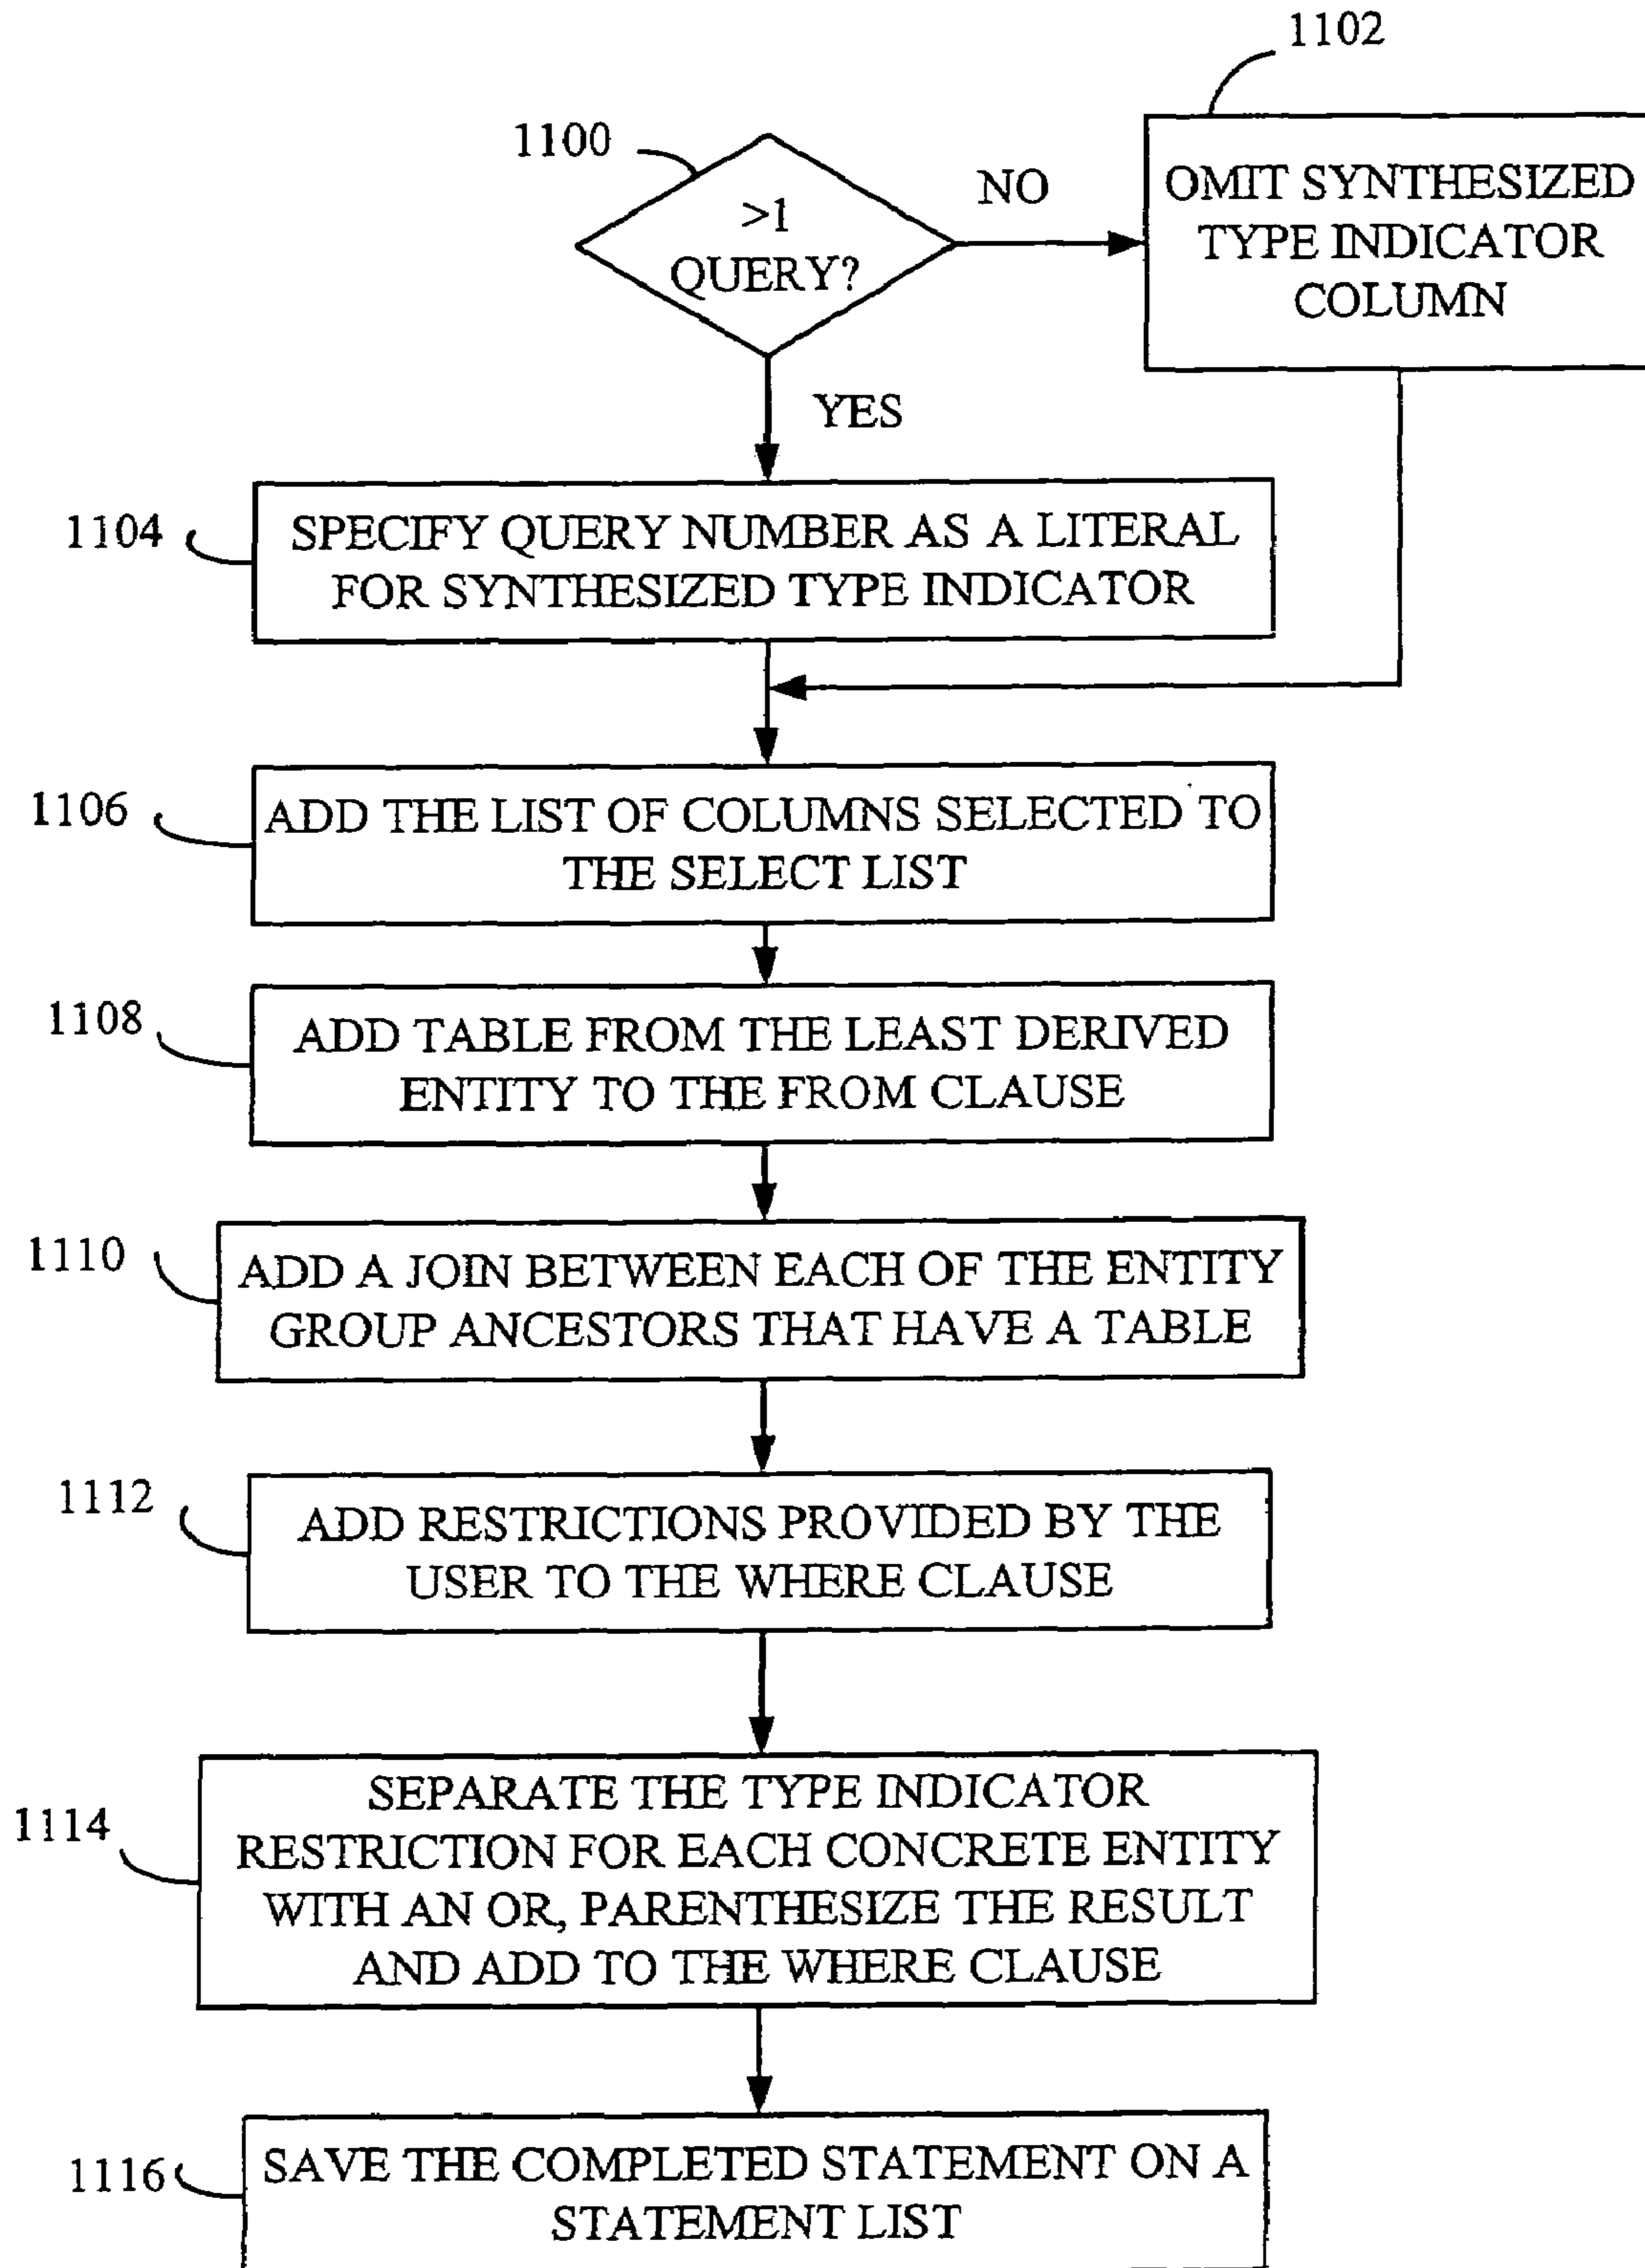 1102
1100
>1
QUERY?
NO
OMIT SYNTHESIZED
TYPE INDICATOR
COLUMN
YES
1104
SPECIFY QUERY NUMBER AS A LITERAL
FOR SYNTHESIZED TYPE INDICATOR
1106
ADD THE LIST OF COLUMNS SELECTED TO
THE SELECT LIST
1108
ADD TABLE FROM THE LEAST DERIVED
ENTITY TO THE FROM CLAUSE
1110
ADD A JOIN BETWEEN EACH OF THE ENTITY
GROUP ANCESTORS THAT HAVE A TABLE
1112
ADD RESTRICTIONS PROVIDED BY THE
USER TO THE WHERE CLAUSE
1114
SEPARATE THE TYPE INDICATOR
RESTRICTION FOR EACH CONCRETE ENTITY
WITH AN OR, PARENTHESIZE THE RESULT
AND ADD TO THE WHERE CLAUSE
1116
SAVE THE COMPLETED STATEMENT ON A
STATEMENT LIST